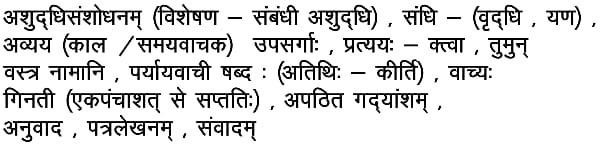 अशुद्धिसंशोधनम् (विशेषण – संबंधी अशुद्धि) , संधि – (वृद्धि , यण) ,
अव्यय (काल /समयवाचक) उपसर्गाः , प्रत्ययः – क्त्वा , तुमुन्
वस्त्र नामानि , पर्यायवाची षब्द : (अतिथिः – कीर्ति) , वाच्यः
गिनती (एकपंचाशत् से सप्ततिः) , अपठित गद्यांशम् ,
अनुवाद , पत्रलेखनम् , संवादम्